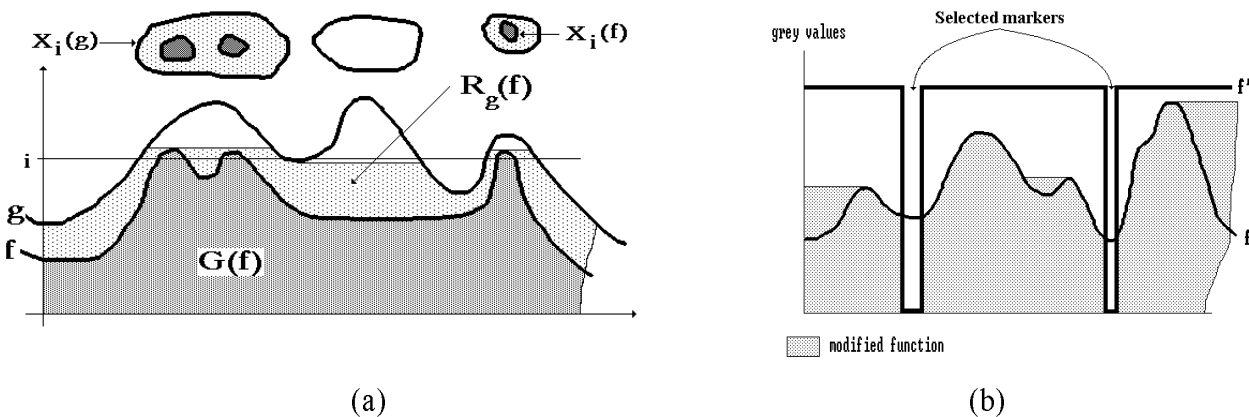 X_i(g)
X_i(f)
R_g(f)
i
g
f
G(f)
(a)
Selected markers
grey values
f'
f
modified function
(b)